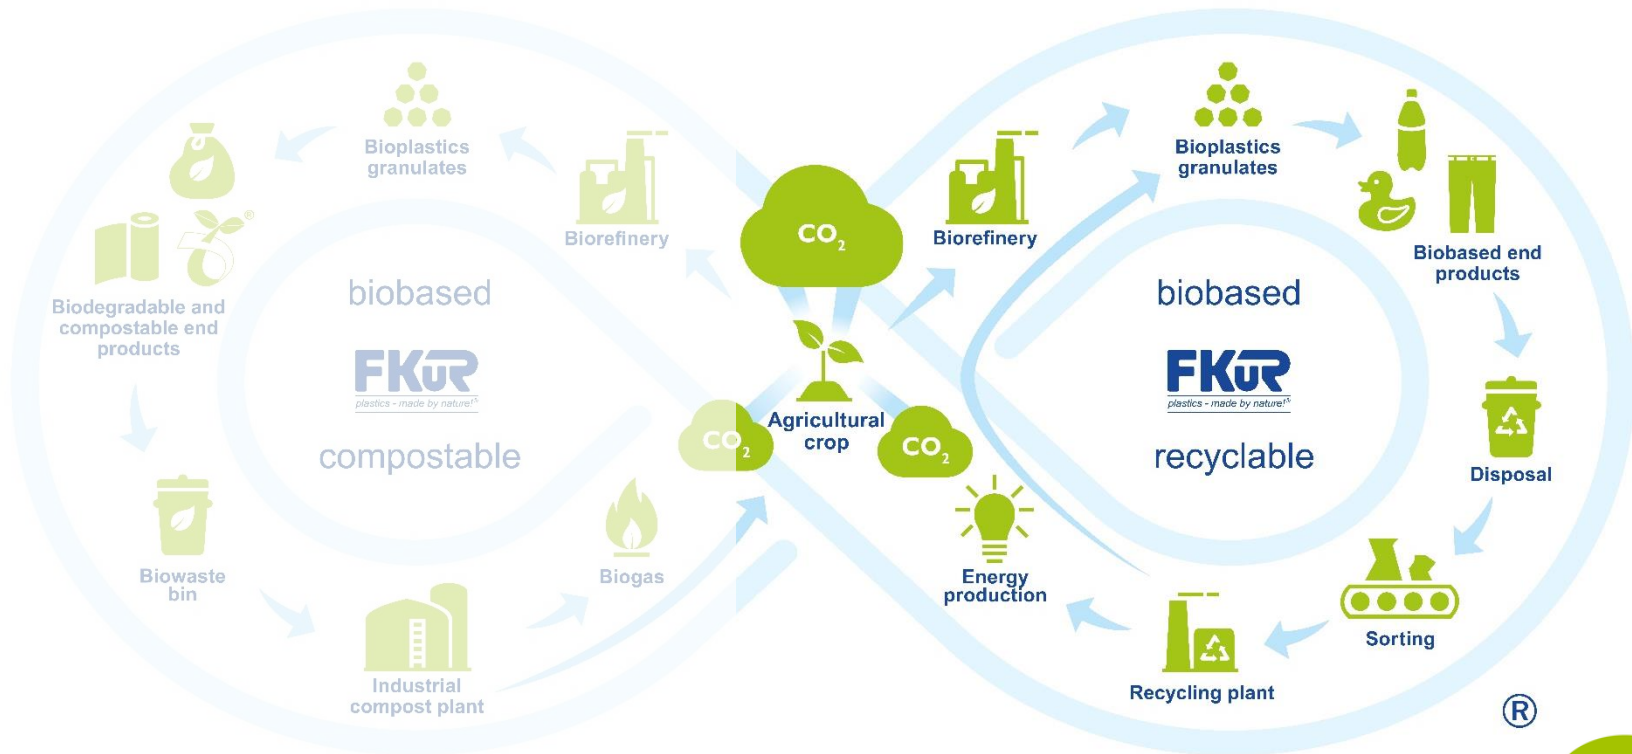 Bioplastics
granulates
Biorefinery
®
Biodegradable and
compostable end
products
biobased
FKuR
plastics - made by nature!®
compostable
Biowaste
bin
Industrial
compost plant
Biogas
CO2
CO2
Agricultural
crop
CO2
Biorefinery
Bioplastics
granulates
Biobased end
products
biobased
FKuR
plastics - made by nature!®
recyclable
Disposal
Sorting
Recycling plant
Energy
production
®